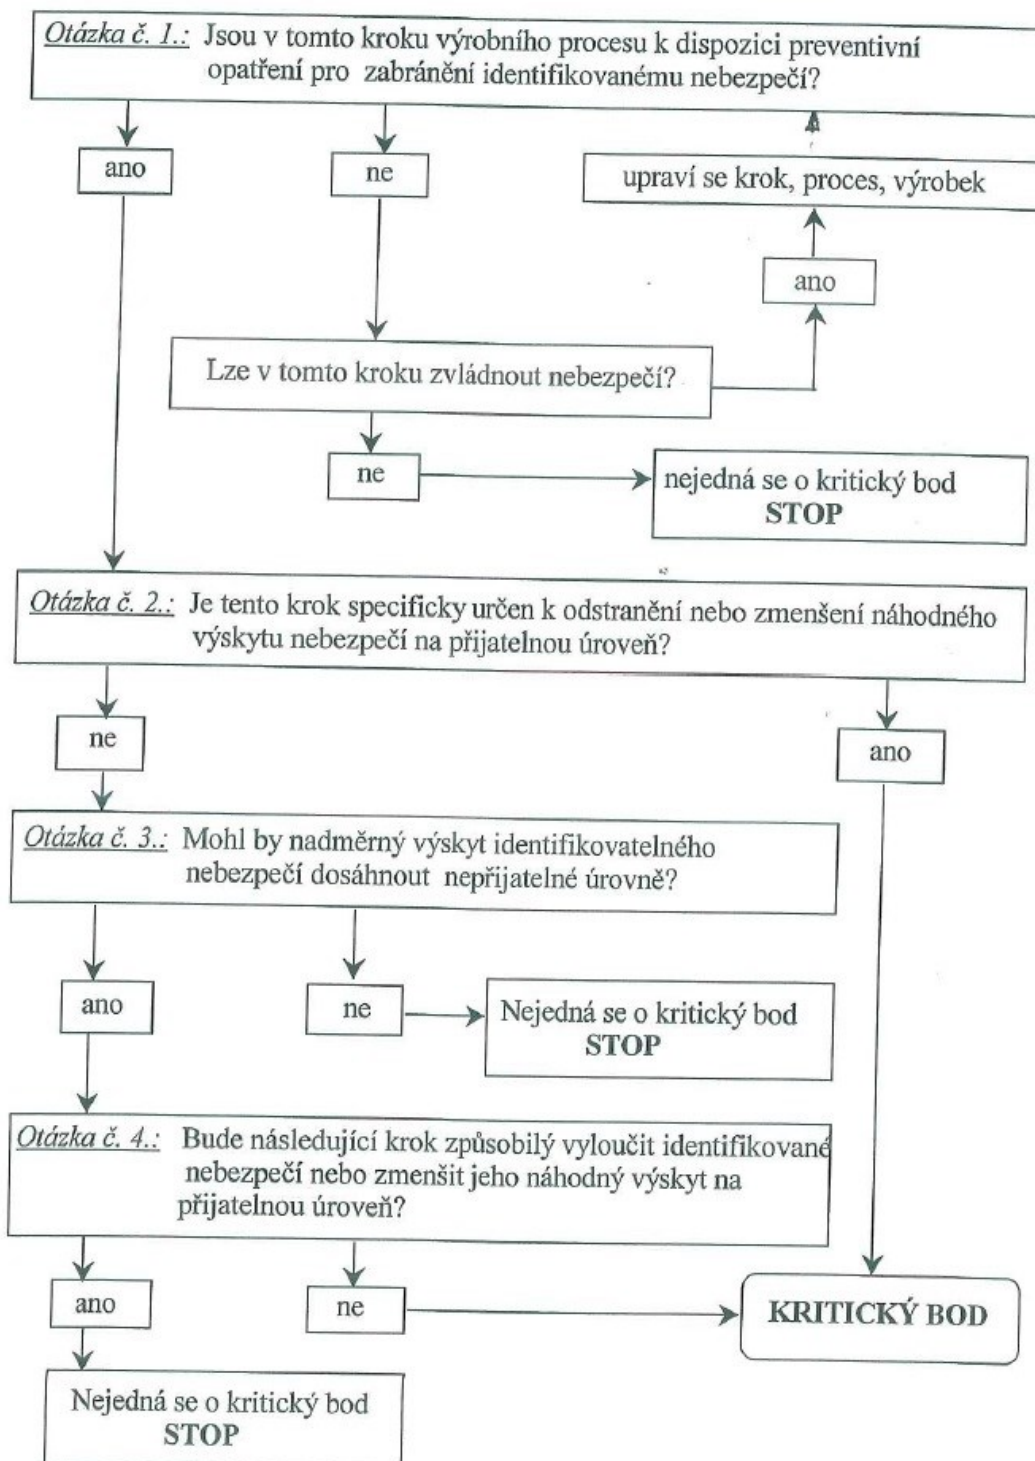 Otázka č. 1.: Jsou v tomto kroku výrobního procesu k dispozici preventivní
opatření pro zabránění identifikovanému nebezpečí?
ano
ne
upraví se krok, proces, výrobek
ano
Lze v tomto kroku zvládnout nebezpečí?
ne
nejedná se o kritický bod
STOP
Otázka č. 2.: Je tento krok specificky určen k odstranění nebo zmenšení náhodného
výskytu nebezpečí na přijatelnou úroveň?
ne
ano
Otázka č. 3.: Mohl by nadměrný výskyt identifikovatelného
nebezpečí dosáhnout nepřijatelné úrovně?
ano
ne
Nejedná se o kritický bod
STOP
Otázka č. 4.: Bude následující krok způsobilý vyloučit identifikované
nebezpečí nebo zmenšit jeho náhodný výskyt na
přijatelnou úroveň?
ano
ne
KRITICKÝ BOD
Nejedná se o kritický bod
STOP